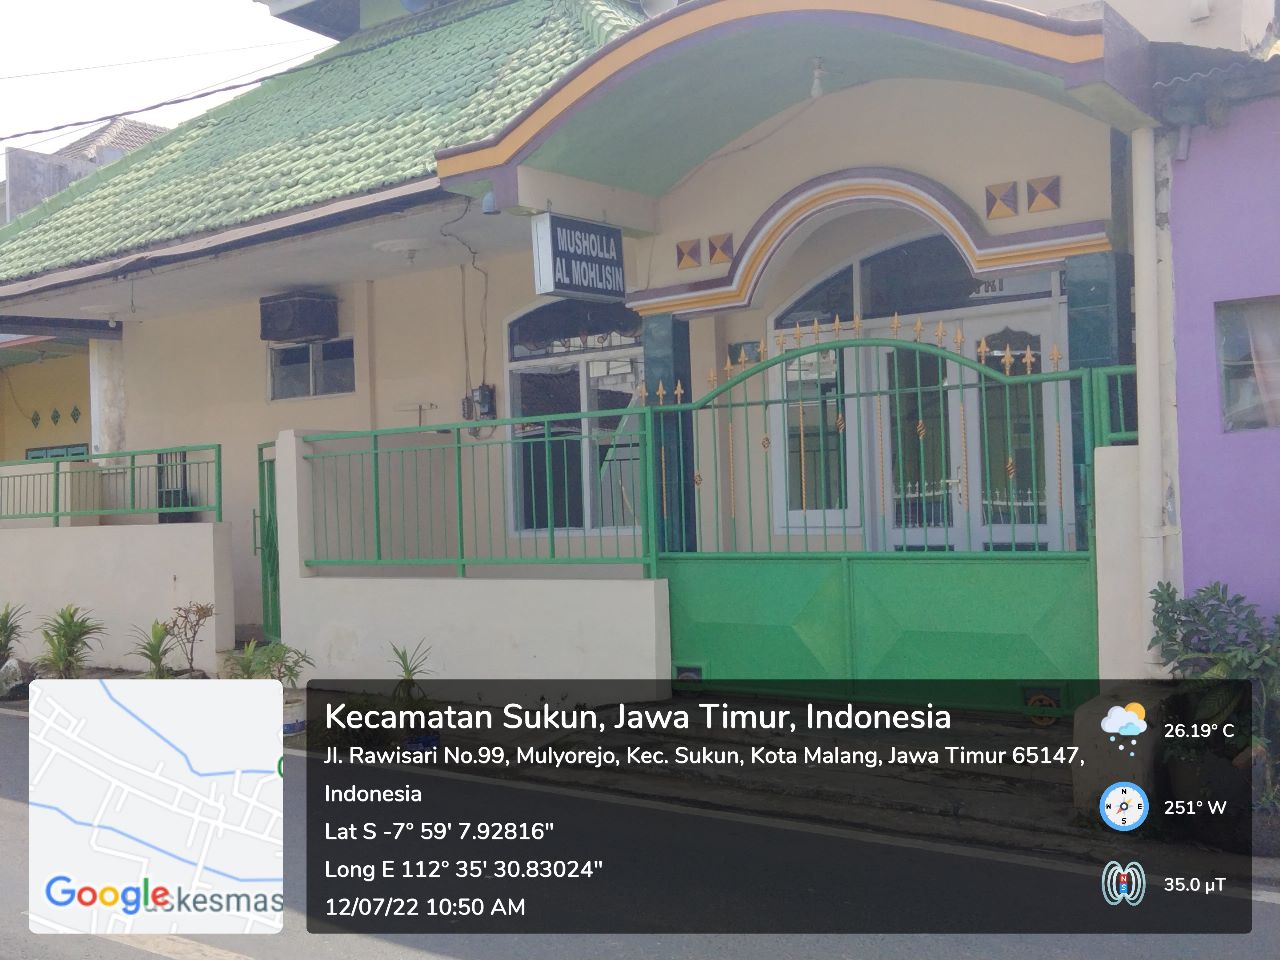 MUSHOLLA
AL MOHLISIN
Kecamatan Sukun, Jawa Timur, Indonesia
Jl. Rawisari No.99, Mulyorejo, Kec. Sukun, Kota Malang, Jawa Timur 65147,
Indonesia
Lat S -7° 59' 7.92816"
Long E 112° 35' 30.83024"
12/07/22 10:50 AM
26.19° C
N
W E
S
251° W
N
S
35.0 µT
Google